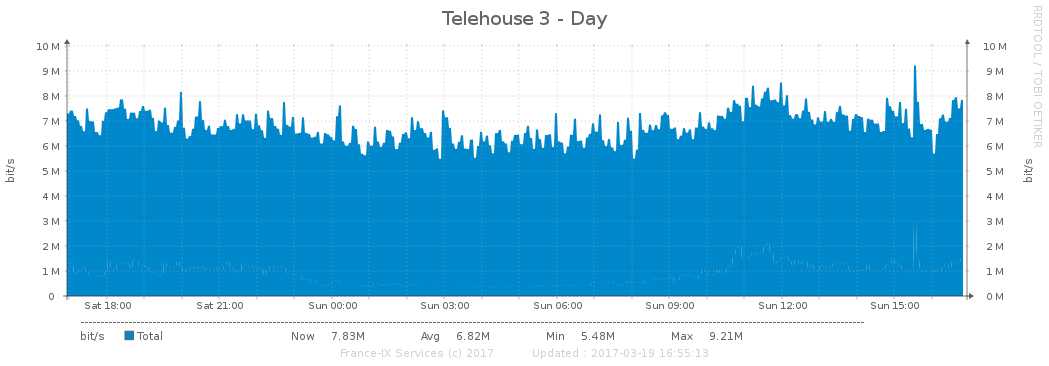 Telehouse 3 - Day
RRDTOOL / TOBI OETIKER
10 M 10 M
9 M 9 M
8 M 8 M
7 M 7 M
6 M 6 M
5 M 5 M
4 M 4 M
3 M 3 M
2 M 2 M
1 M 1 M
0 0 M
bit/s bit/s
Sat 18:00 Sat 21:00 Sun 00:00 Sun 03:00 Sun 06:00 Sun 09:00 Sun 12:00 Sun 15:00
bit/s Total Now 7.83M Avg 6.82M Min 5.48M Max 9.21M
France-IX Services (c) 2017 Updated : 2017-03-19 16:55:13